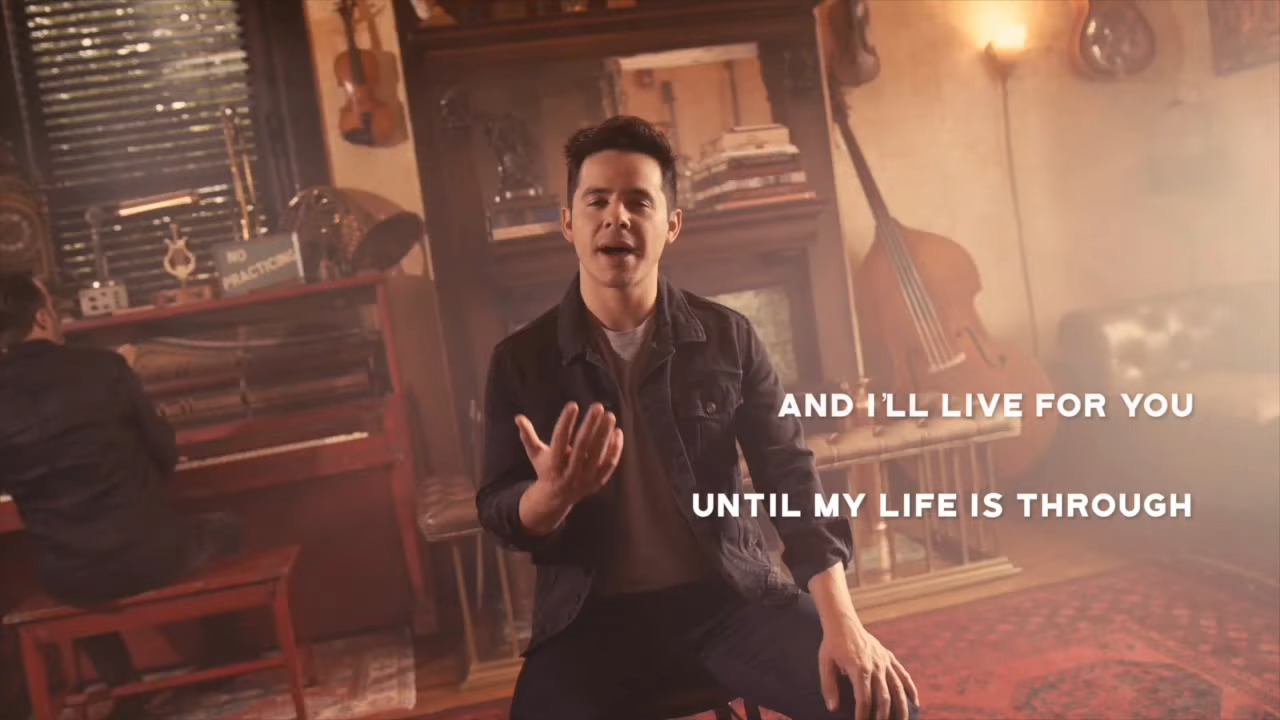 NO
PRACTICING
AND I'LL LIVE FOR YOU
UNTIL MY LIFE IS THROUGH